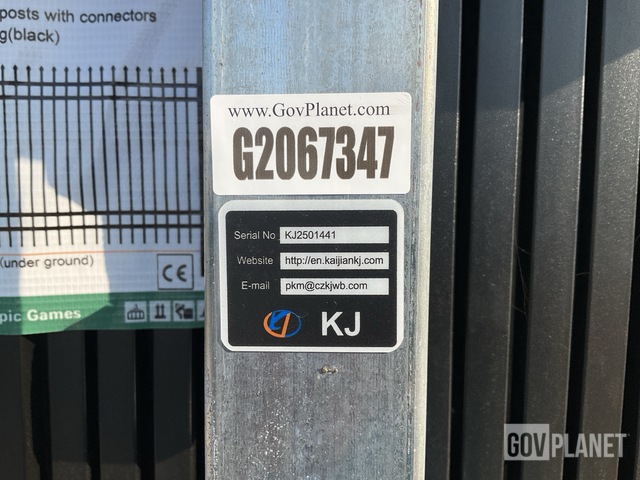 posts with connectors
g(black)
(under ground)
CE
pic Games
www.GovPlanet.com
G2067347
Serial No KJ2501441
Website http://en.kaijiankj.com
E-mail pkm@czkjwb.com
KJ
GOVPLANET